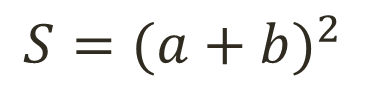 S = (a + b)²